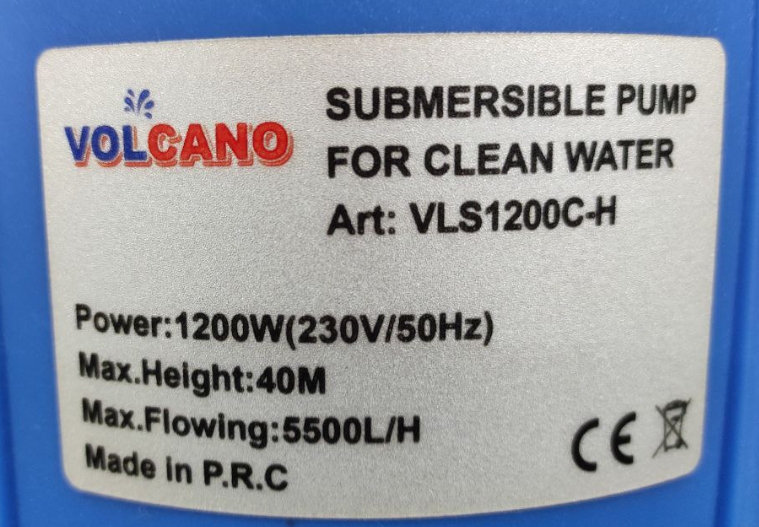 VOLCANO
SUBMERSIBLE PUMP
FOR CLEAN WATER
Art: VLS1200C-H
Power:1200W(230V/50Hz)
Max.Height:40M
Max.Flowing:5500L/H
Made in P.R.C
CE